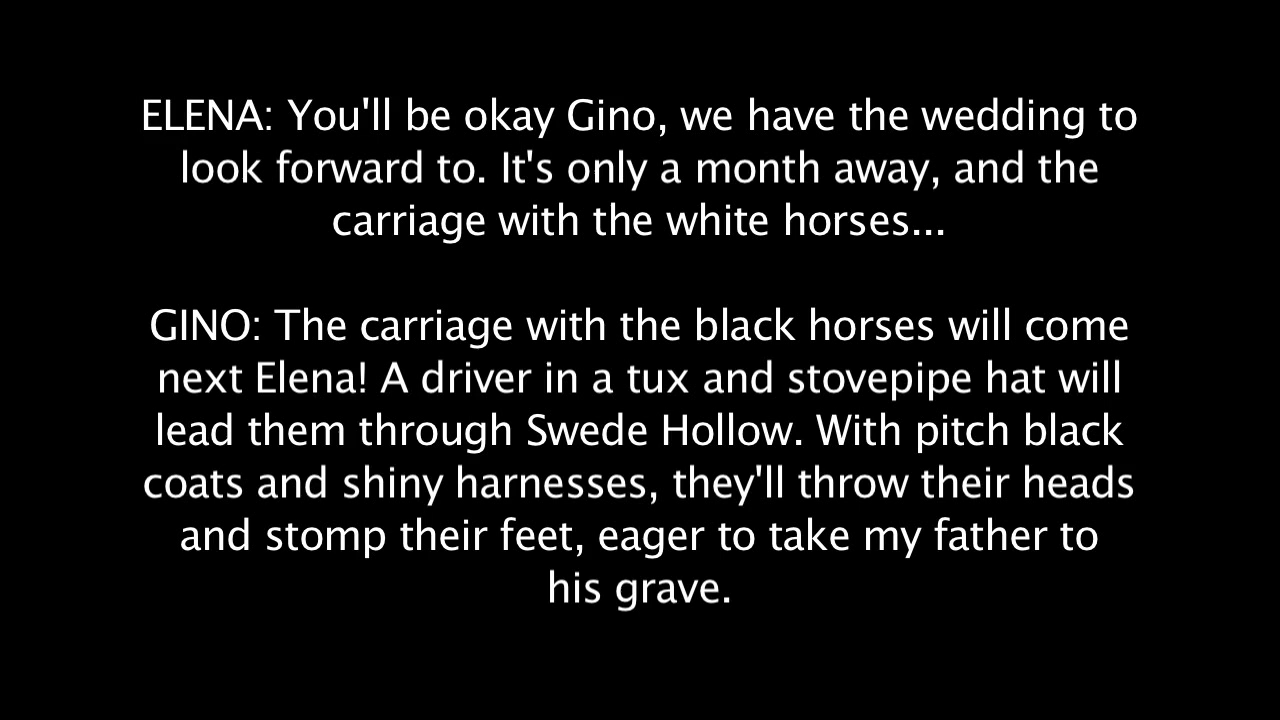 ELENA: You'll be okay Gino, we have the wedding to
look forward to. It's only a month away, and the
carriage with the white horses...
GINO: The carriage with the black horses will come
next Elena! A driver in a tux and stovepipe hat will
lead them through Swede Hollow. With pitch black
coats and shiny harnesses, they'll throw their heads
and stomp their feet, eager to take my father to
his grave.